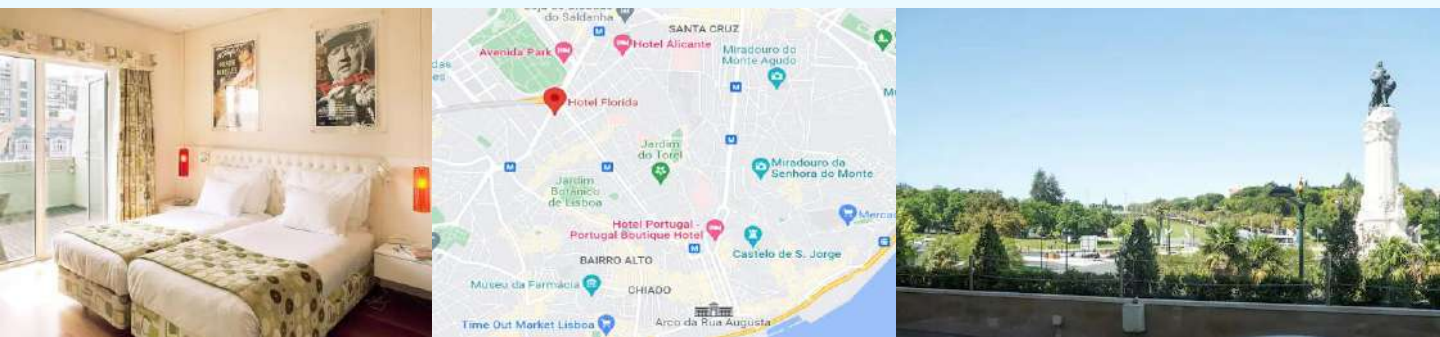 do Saldanha
SANTA CRUZ
Avenida Park
Hotel Alicante
Miradouro do
Monte Agudo
Hotel Florida
Jardim
do Torel
Miradouro da
Senhora do Monte
Jardim
Botânico
de Lisboa
Hotel Portugal -
Portugal Boutique Hotel
Merca
Castelo de S. Jorge
BAIRRO ALTO
Museu da Farmácia
CHIADO
Time Out Market Lisboa
Arco da Rua Augusta